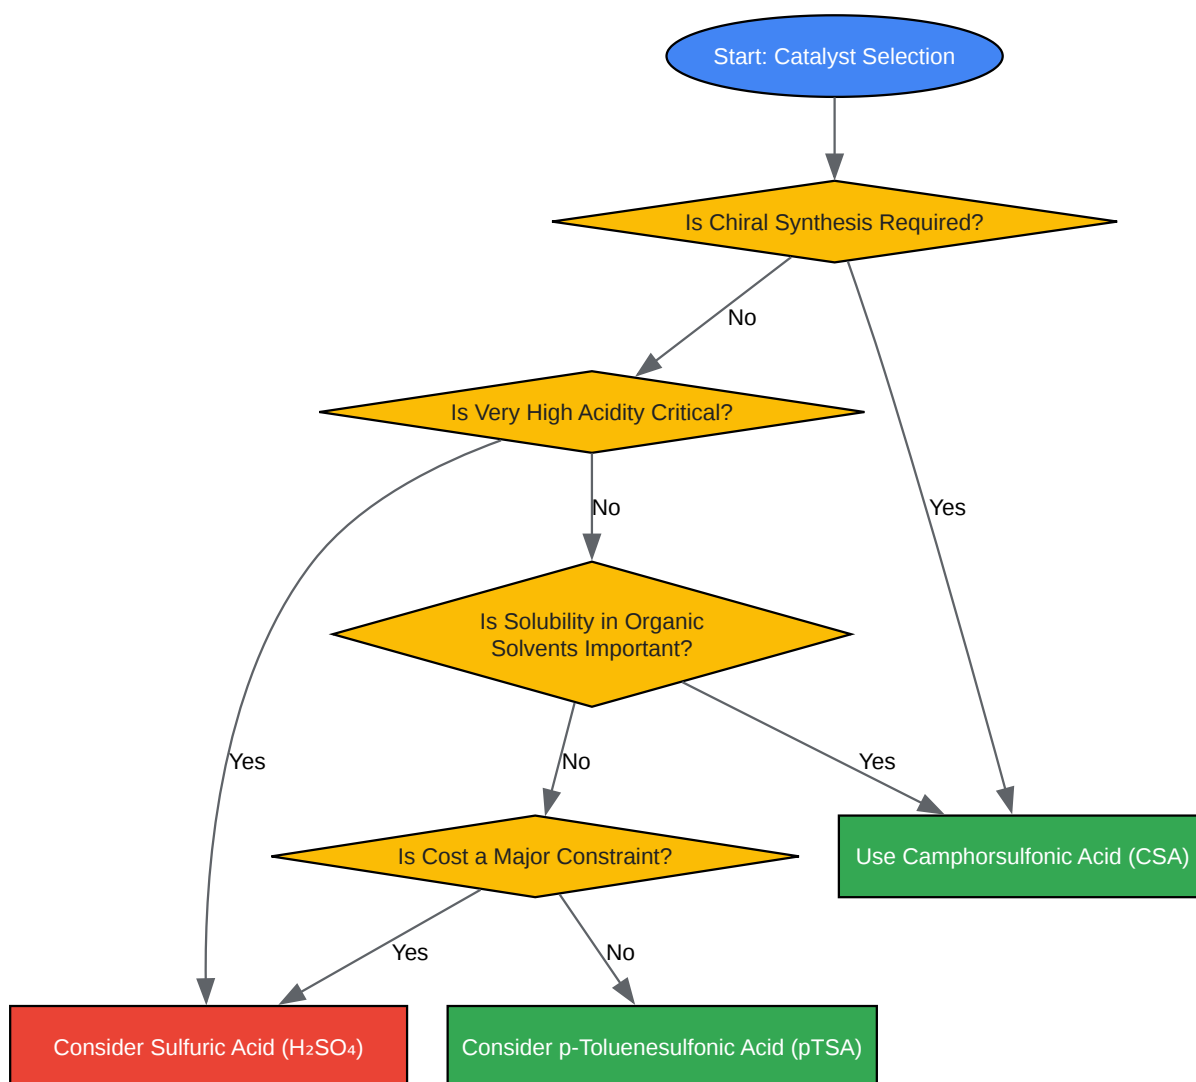 Start: Catalyst Selection
Is Chiral Synthesis Required?
No
Is Very High Acidity Critical?
No
Yes
Is Solubility in Organic
Solvents Important?
Yes
No
Yes
Is Cost a Major Constraint?
Use Camphorsulfonic Acid (CSA)
Yes
No
Consider Sulfuric Acid (H₂SO₄)
Consider p-Toluenesulfonic Acid (pTSA)